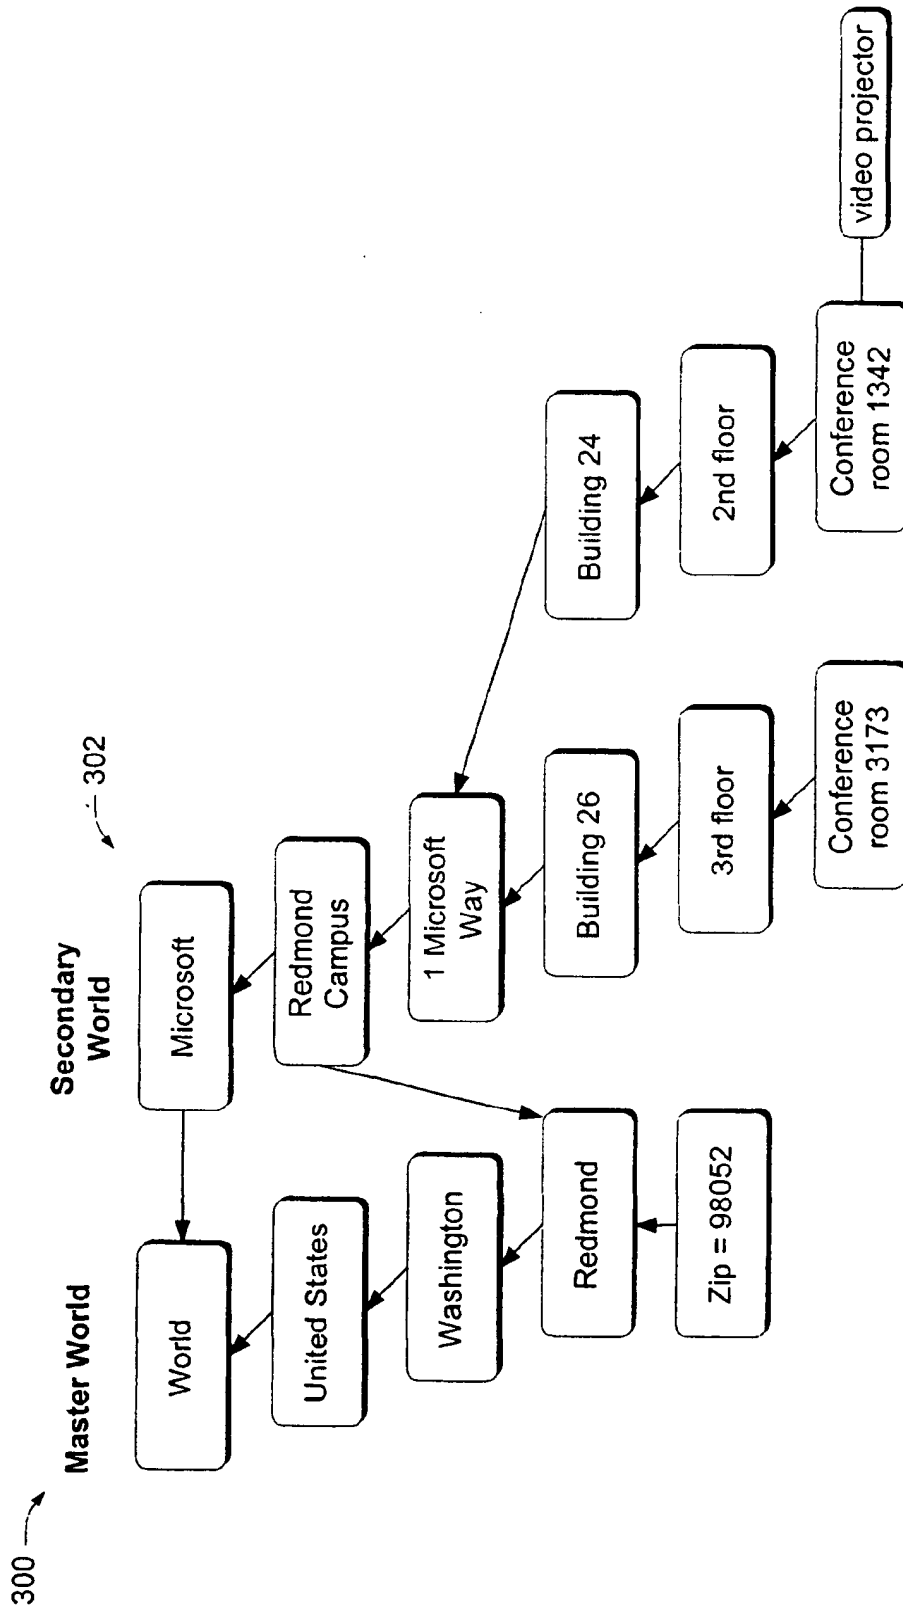 300
Master World
World
United States
Washington
Redmond
Zip = 98052
302
Secondary
World
Microsoft
Redmond
Campus
1 Microsoft
Way
Building 26
3rd floor
Conference
room 3173
Building 24
2nd floor
Conference
room 1342
video projector